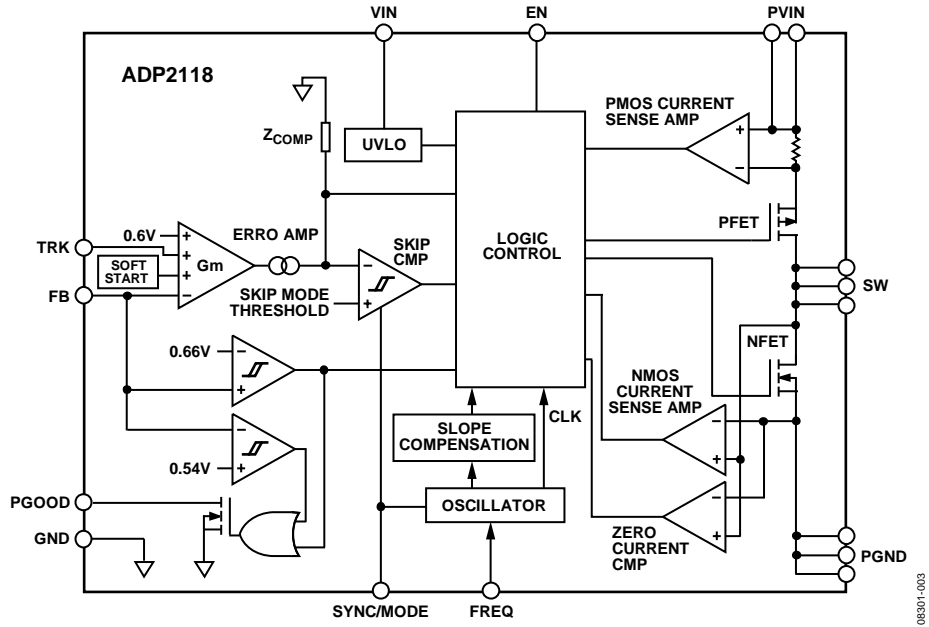 VIN
EN
PVIN
ADP2118
ZCOMP
UVLO
PMOS CURRENT
SENSE AMP
+
−
PFET
0.6V
+
TRK
+
SOFT
START
+
FB
−
Gm
ERRO AMP
SKIP
CMP
−
+
SKIP MODE
THRESHOLD
LOGIC
CONTROL
SW
NFET
0.66V
−
+
−
0.54V
+
NMOS
CURRENT
SENSE AMP
−
+
CLK
SLOPE
COMPENSATION
OSCILLATOR
−
+
ZERO
CURRENT
CMP
PGOOD
GND
PGND
SYNC/MODE
FREQ
08301-003